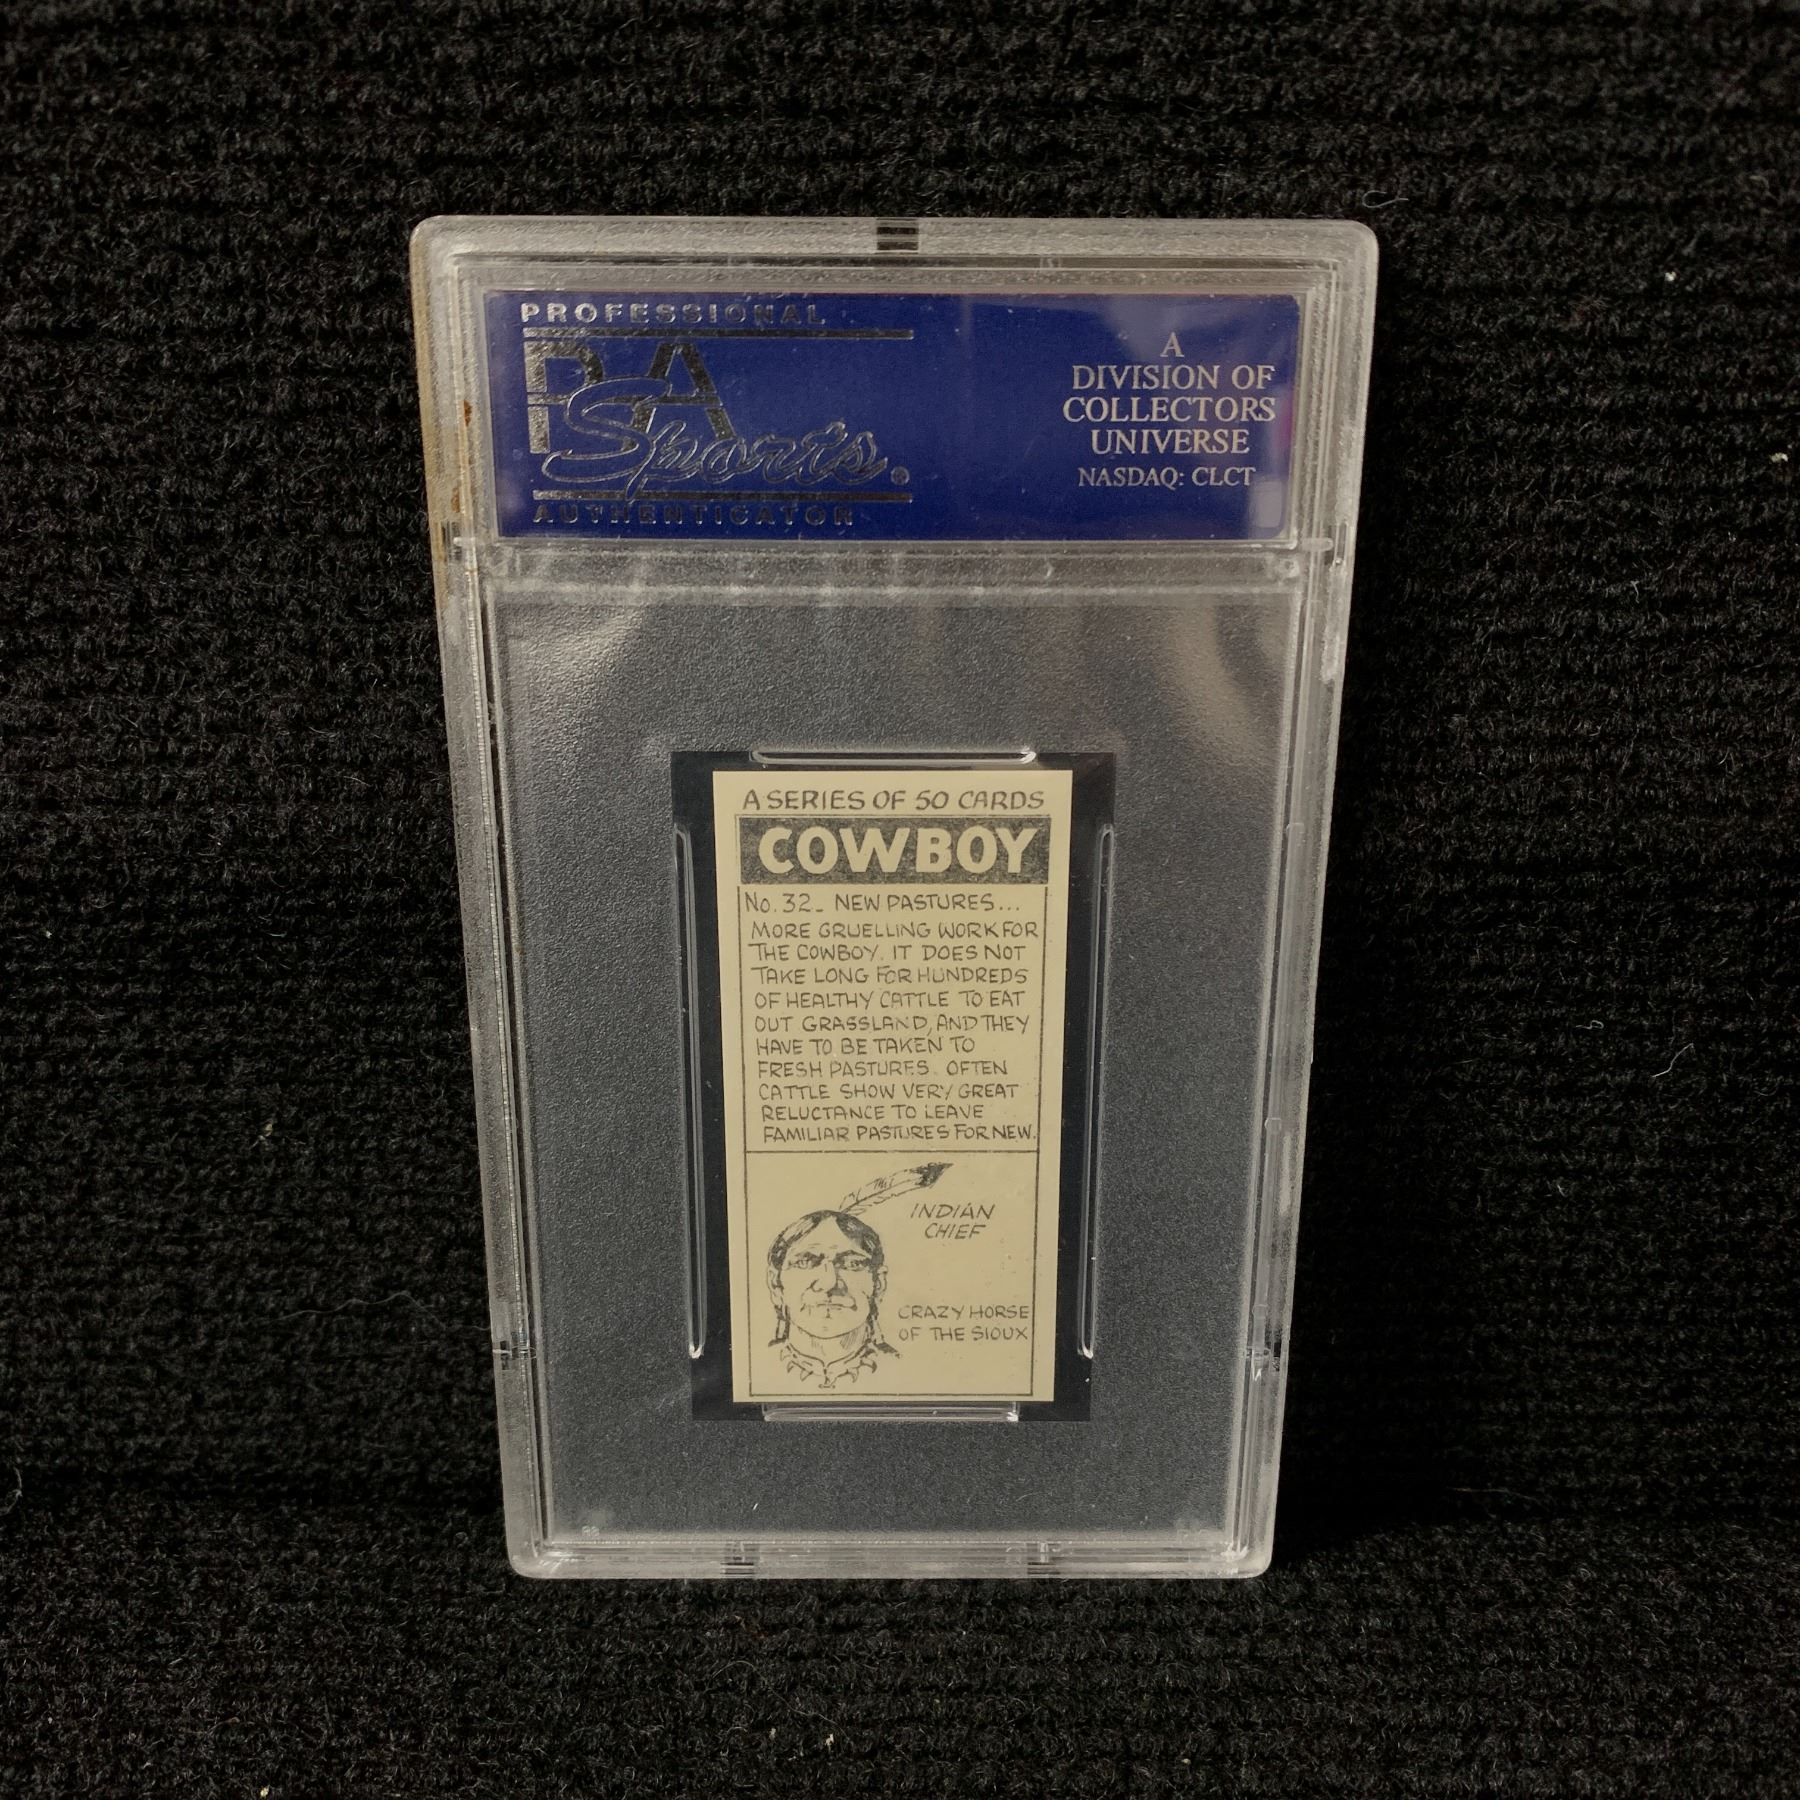 PROFESSIONAL
PSA
Sports®
AUTHENTICATOR
A
DIVISION OF
COLLECTORS
UNIVERSE
NASDAQ: CLCT
A SERIES OF 50 CARDS
COWBOY
No. 32_ NEW PASTURES...
MORE GRUELLING WORK FOR
THE COWBOY. IT DOES NOT
TAKE LONG FOR HUNDREDS
OF HEALTHY CATTLE TO EAT
OUT GRASSLAND, AND THEY
HAVE TO BE TAKEN TO
FRESH PASTURES. OFTEN
CATTLE SHOW VERY GREAT
RELUCTANCE TO LEAVE
FAMILIAR PASTURES FOR NEW.
INDIAN
CHIEF
CRAZY HORSE
OF THE SIOUX